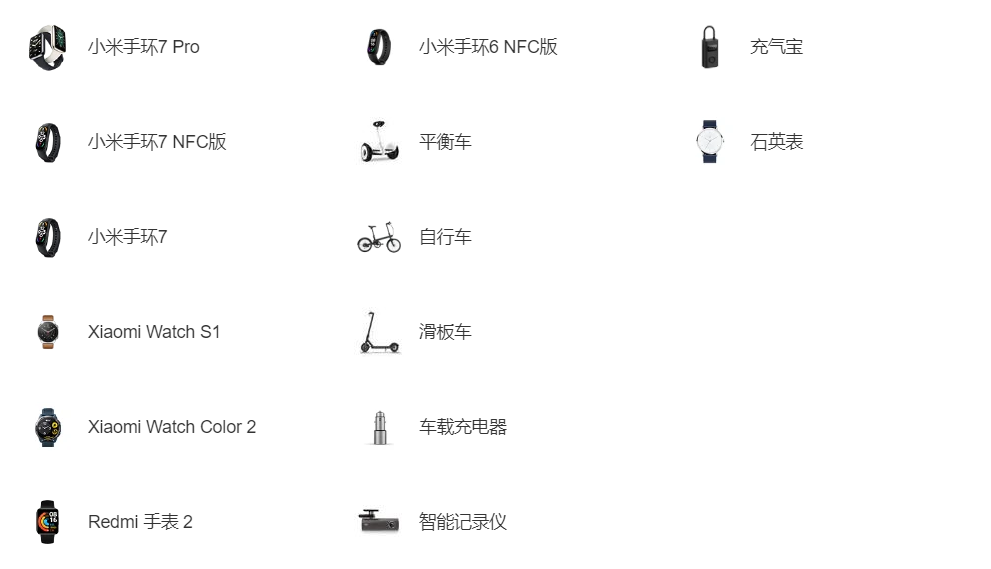 小米手环7 Pro
小米手环7 NFC版
小米手环7
Xiaomi Watch S1
Xiaomi Watch Color 2
Redmi 手表 2
小米手环6 NFC版
平衡车
自行车
滑板车
车载充电器
智能记录仪
充气宝
石英表